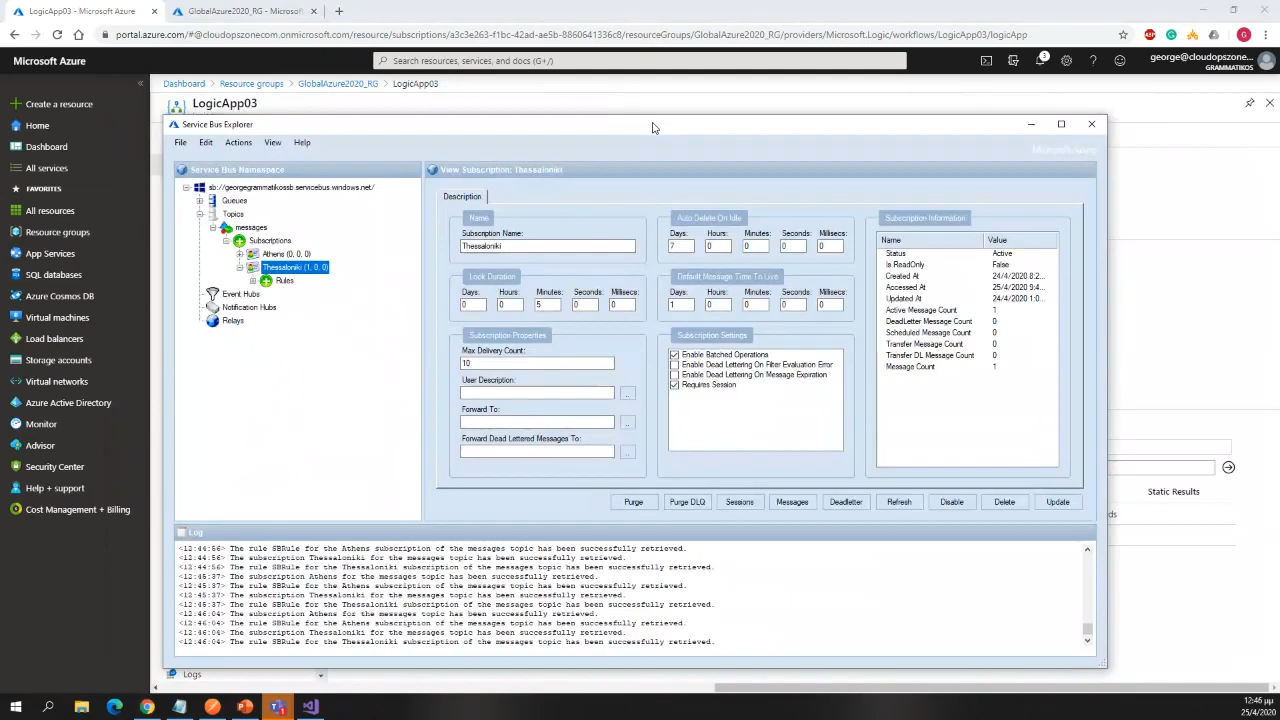 LogicApp03 - Microsoft Azure
GlobalAzure2020_RG - Microsoft
portal.azure.com/#@cloudopszonecom.onmicrosoft.com/resource/subscriptions/a3c3e263-f1bc-42ad-ae5b-8860641336c8/resourceGroups/GlobalAzure2020_RG/providers/Microsoft.Logic/workflows/LogicApp03/logicApp
Microsoft Azure
Search resources, services, and docs (G+/)
george@cloudopszone...
GRAMMATIKOS
Create a resource
Home
Dashboard
All services
FAVORITES
All resources
Resource groups
App Services
SQL databases
Azure Cosmos DB
Virtual machines
Load balancers
Storage accounts
Virtual networks
Azure Active Directory
Monitor
Advisor
Security Center
Help + support
Cost Management + Billing
Dashboard > Resource groups > GlobalAzure2020_RG > LogicApp03
LogicApp03
Service Bus Explorer
File Edit Actions View Help
Microsoft Azure
Service Bus Namespace
sb://georgegrammatikossb.servicebus.windows.net/
Queues
Topics
messages
Subscriptions
Athens (0, 0, 0)
Thessaloniki (1, 0, 0)
Rules
Event Hubs
Notification Hubs
Relays
View Subscription: Thessaloniki
Description
Name
Subscription Name:
Thessaloniki
Auto Delete On Idle
Days: Hours: Minutes: Seconds: Millisecs:
7 0 0 0 0
Lock Duration
Days: Hours: Minutes: Seconds: Millisecs:
0 0 5 0 0
Default Message Time To Live
Days: Hours: Minutes: Seconds: Millisecs:
1 0 0 0 0
Subscription Properties
Max Delivery Count:
10
User Description:
Forward To:
Forward Dead Lettered Messages To:
Subscription Settings
Enable Batched Operations
Enable Dead Lettering On Filter Evaluation Error
Enable Dead Lettering On Message Expiration
Requires Session
Subscription Information
Name Value
Status Active
Is ReadOnly False
Created At 24/4/2020 8:2...
Accessed At 25/4/2020 9:4...
Updated At 24/4/2020 1:0...
Active Message Count 1
DeadLetter Message Count 0
Scheduled Message Count 0
Transfer Message Count 0
Transfer DL Message Count 0
Message Count 1
Purge Purge DLQ Sessions Messages Deadletter Refresh Disable Delete Update
Log
<12:44:56> The rule SBRule for the Athens subscription of the messages topic has been successfully retrieved.
<12:44:56> The subscription Thessaloniki for the messages topic has been successfully retrieved.
<12:44:56> The rule SBRule for the Thessaloniki subscription of the messages topic has been successfully retrieved.
<12:45:37> The subscription Athens for the messages topic has been successfully retrieved.
<12:45:37> The rule SBRule for the Athens subscription of the messages topic has been successfully retrieved.
<12:45:37> The subscription Thessaloniki for the messages topic has been successfully retrieved.
<12:45:37> The rule SBRule for the Thessaloniki subscription of the messages topic has been successfully retrieved.
<12:46:04> The subscription Athens for the messages topic has been successfully retrieved.
<12:46:04> The rule SBRule for the Athens subscription of the messages topic has been successfully retrieved.
<12:46:04> The subscription Thessaloniki for the messages topic has been successfully retrieved.
<12:46:04> The rule SBRule for the Thessaloniki subscription of the messages topic has been successfully retrieved.
Static Results
ds
Logs
12:46 μμ
25/4/2020